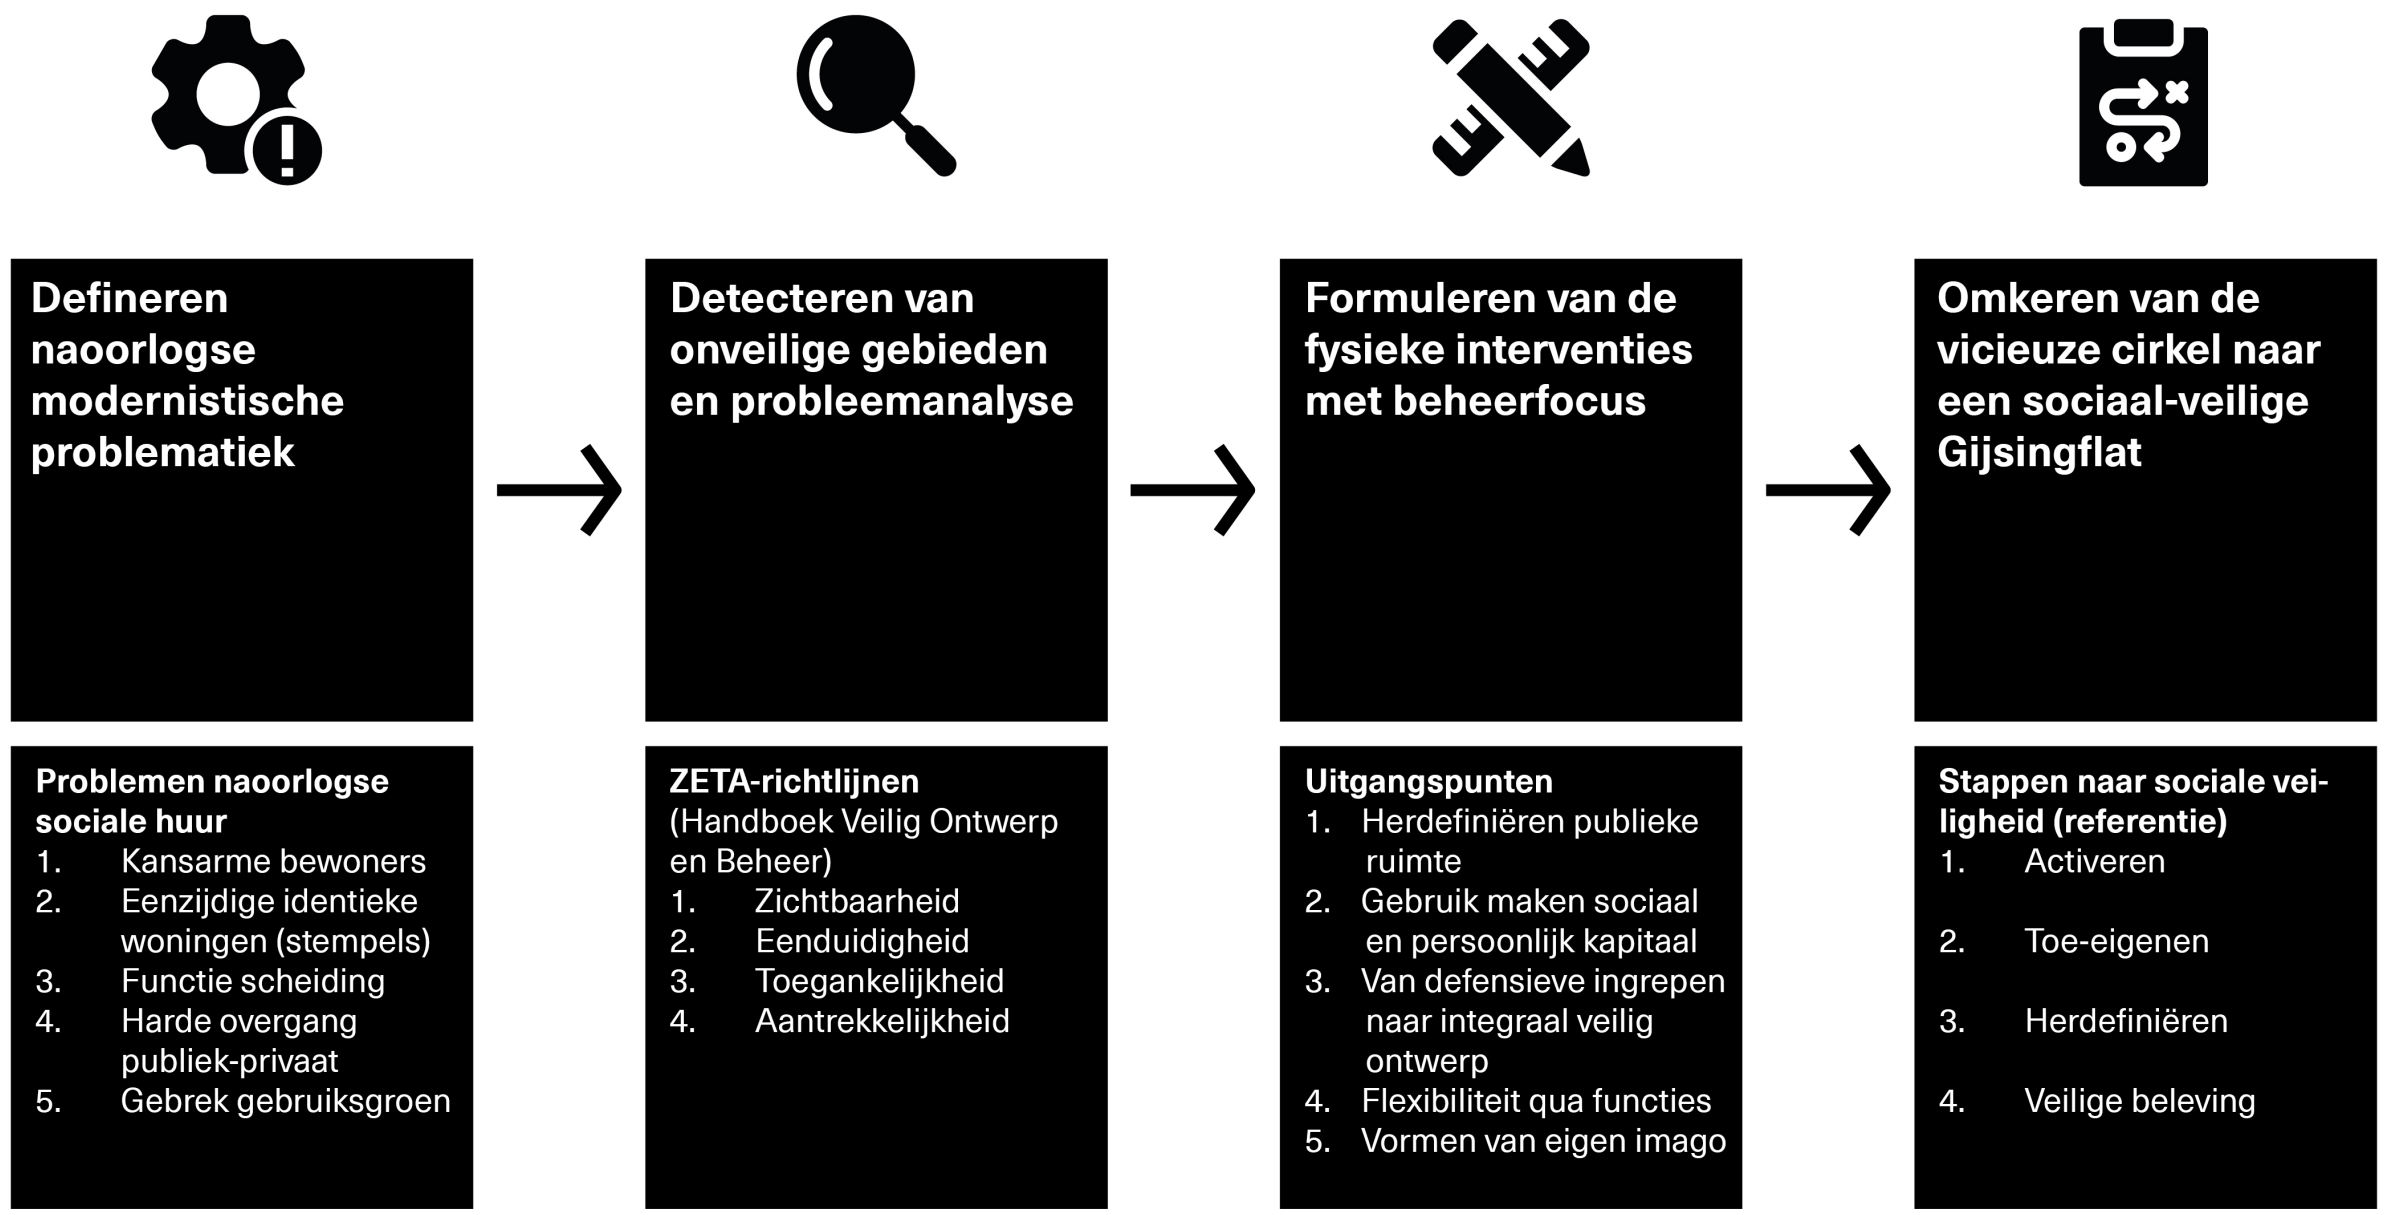 Defineren
naoorlogse
modernistische
problematiek
Detecteren van
onveilige gebieden
en probleemanalyse
Formuleren van de
fysieke interventies
met beheerfocus
Omkeren van de
vicieuze cirkel naar
een sociaal-veilige
Gijsingflat
Problemen naoorlogse
sociale huur
1. Kansarme bewoners
2. Eenzijdige identieke
woningen (stempels)
3. Functie scheiding
4. Harde overgang
publiek-privaat
5. Gebrek gebruiksgroen
ZETA-richtlijnen
(Handboek Veilig Ontwerp
en Beheer)
1. Zichtbaarheid
2. Eenduidigheid
3. Toegankelijkheid
4. Aantrekkelijkheid
Uitgangspunten
1. Herdefiniëren publieke
ruimte
2. Gebruik maken sociaal
en persoonlijk kapitaal
3. Van defensieve ingrepen
naar integraal veilig
ontwerp
4. Flexibiliteit qua functies
5. Vormen van eigen imago
Stappen naar sociale vei-
ligheid (referentie)
1. Activeren
2. Toe-eigenen
3. Herdefiniëren
4. Veilige beleving